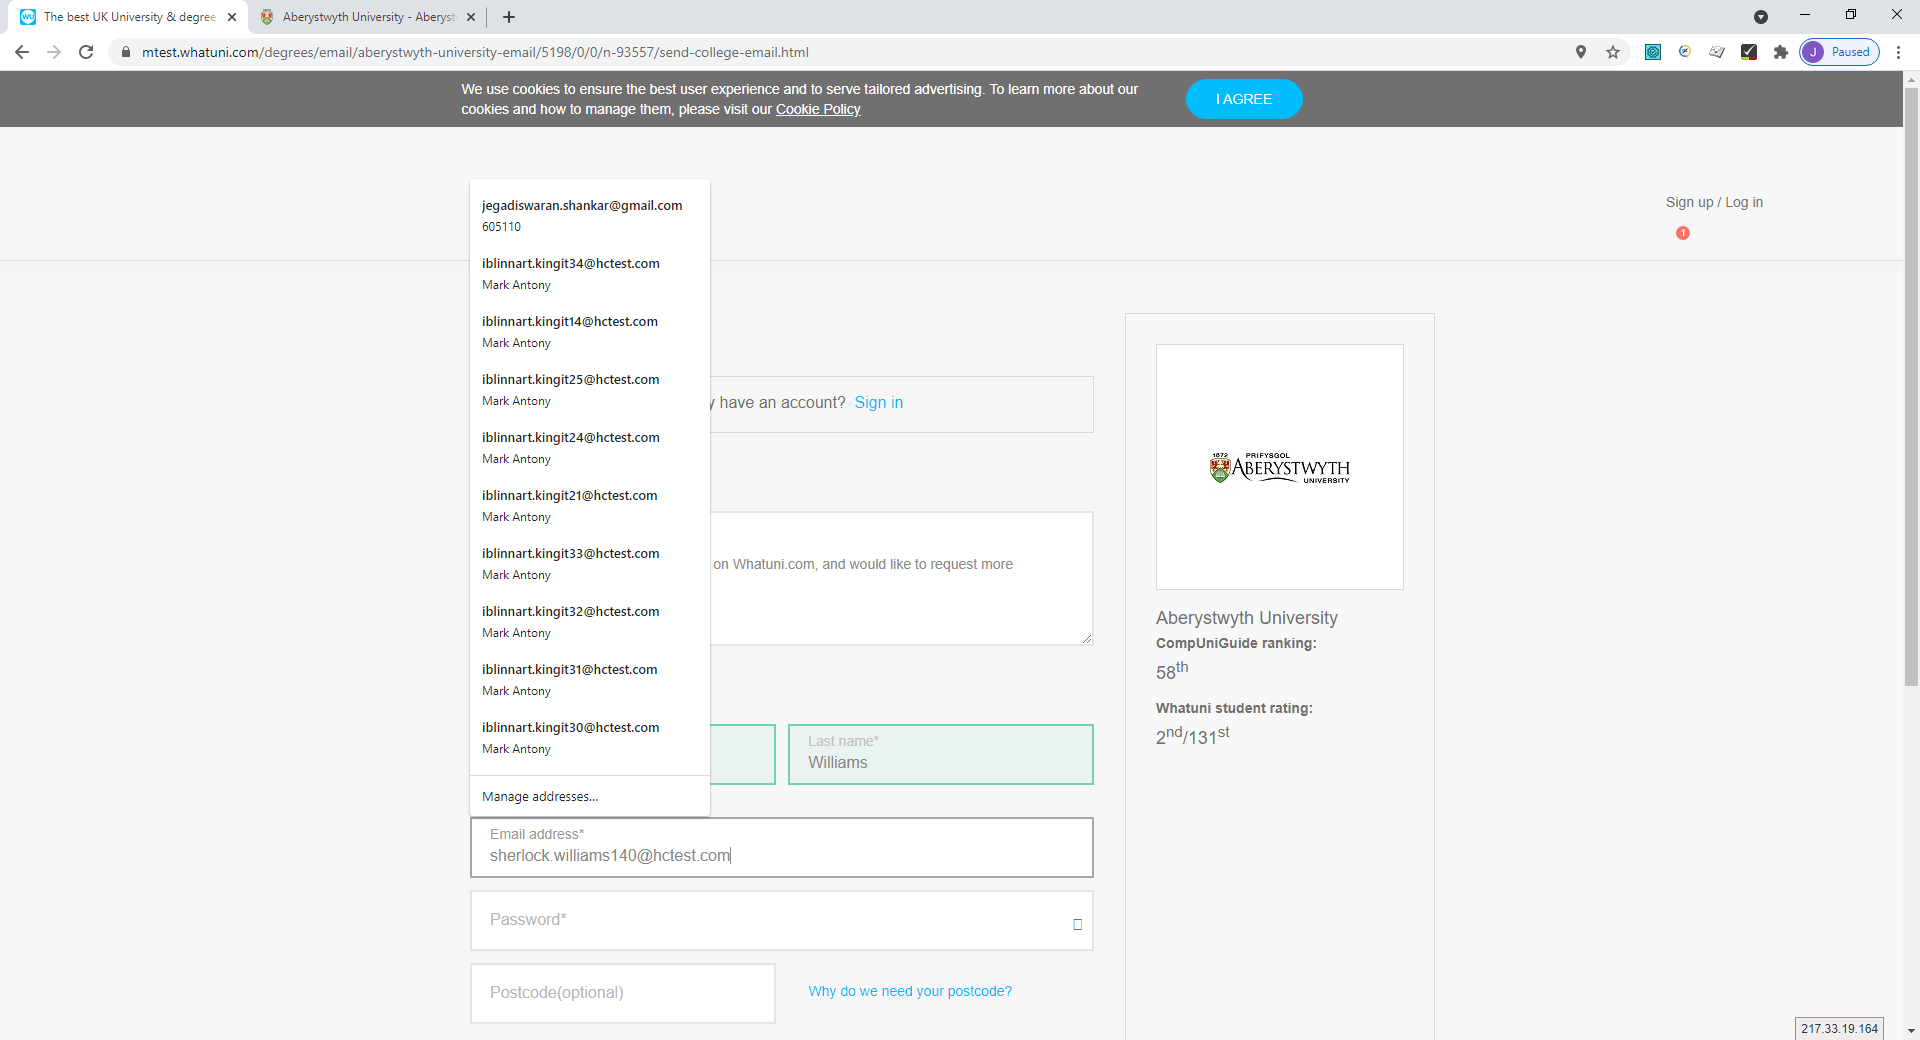 The best UK University & degree
Aberystwyth University - Aberyst
mtest.whatuni.com/degrees/email/aberystwyth-university-email/5198/0/0/n-93557/send-college-email.html
J Paused
We use cookies to ensure the best user experience and to serve tailored advertising. To learn more about our
cookies and how to manage them, please visit our Cookie Policy
I AGREE
Sign up / Log in
1
jegadiswaran.shankar@gmail.com
605110
iblinnart.kingit34@hctest.com
Mark Antony
iblinnart.kingit14@hctest.com
Mark Antony
iblinnart.kingit25@hctest.com
Mark Antony
iblinnart.kingit24@hctest.com
Mark Antony
iblinnart.kingit21@hctest.com
Mark Antony
iblinnart.kingit33@hctest.com
Mark Antony
iblinnart.kingit32@hctest.com
Mark Antony
iblinnart.kingit31@hctest.com
Mark Antony
iblinnart.kingit30@hctest.com
Mark Antony
Manage addresses...
y have an account? Sign in
on Whatuni.com, and would like to request more
Last name*
Williams
Email address*
sherlock.williams140@hctest.com
Password*
Postcode(optional)
Why do we need your postcode?
1872 PRIFYSGOL
ABERYSTWYTH
UNIVERSITY
Aberystwyth University
CompUniGuide ranking:
58th
Whatuni student rating:
2nd/131st
217.33.19.164